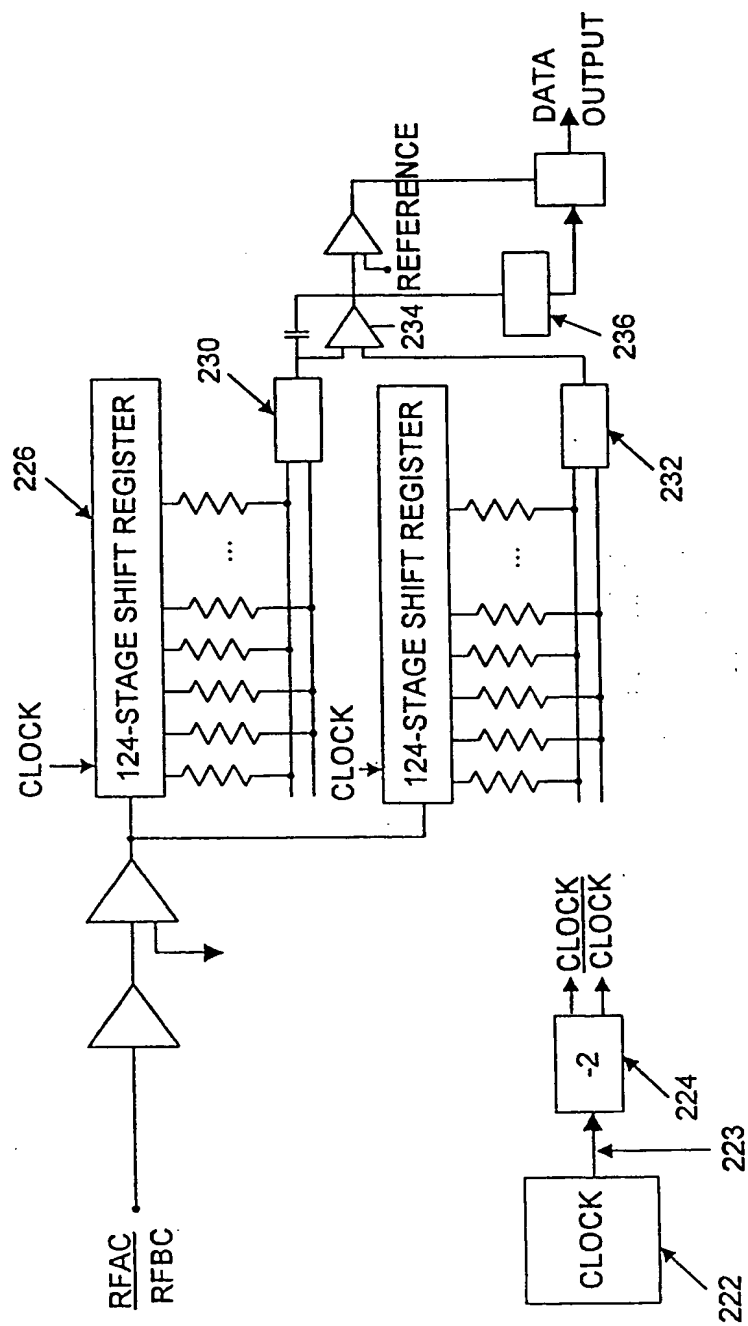 CLOCK
226
124-STAGE SHIFT REGISTER
230
RFAC
RFBC
...
CLOCK
124-STAGE SHIFT REGISTER
234
REFERENCE
DATA
OUTPUT
236
...
232
CLOCK
-2
CLOCK
CLOCK
222
223
224